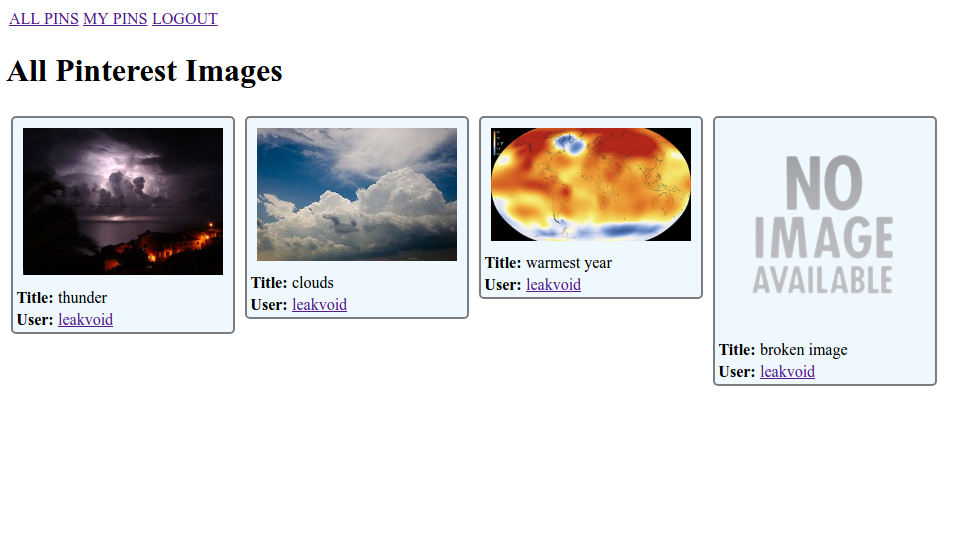 ALL PINS MY PINS LOGOUT
All Pinterest Images
Title: thunder
User: leakvoid
Title: clouds
User: leakvoid
Title: warmest year
User: leakvoid
NO
IMAGE
AVAILABLE
Title: broken image
User: leakvoid